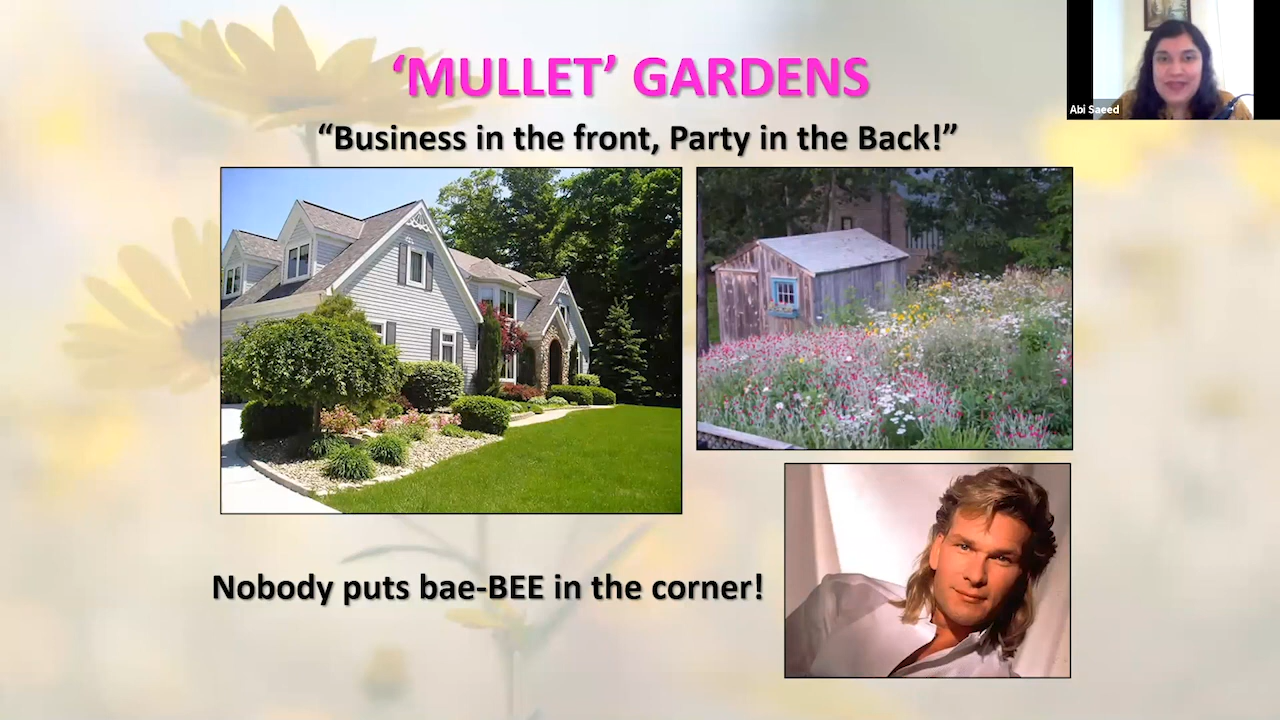 ‘MULLET’ GARDENS
“Business in the front, Party in the Back!”
Abi Saeed
Nobody puts bae-BEE in the corner!